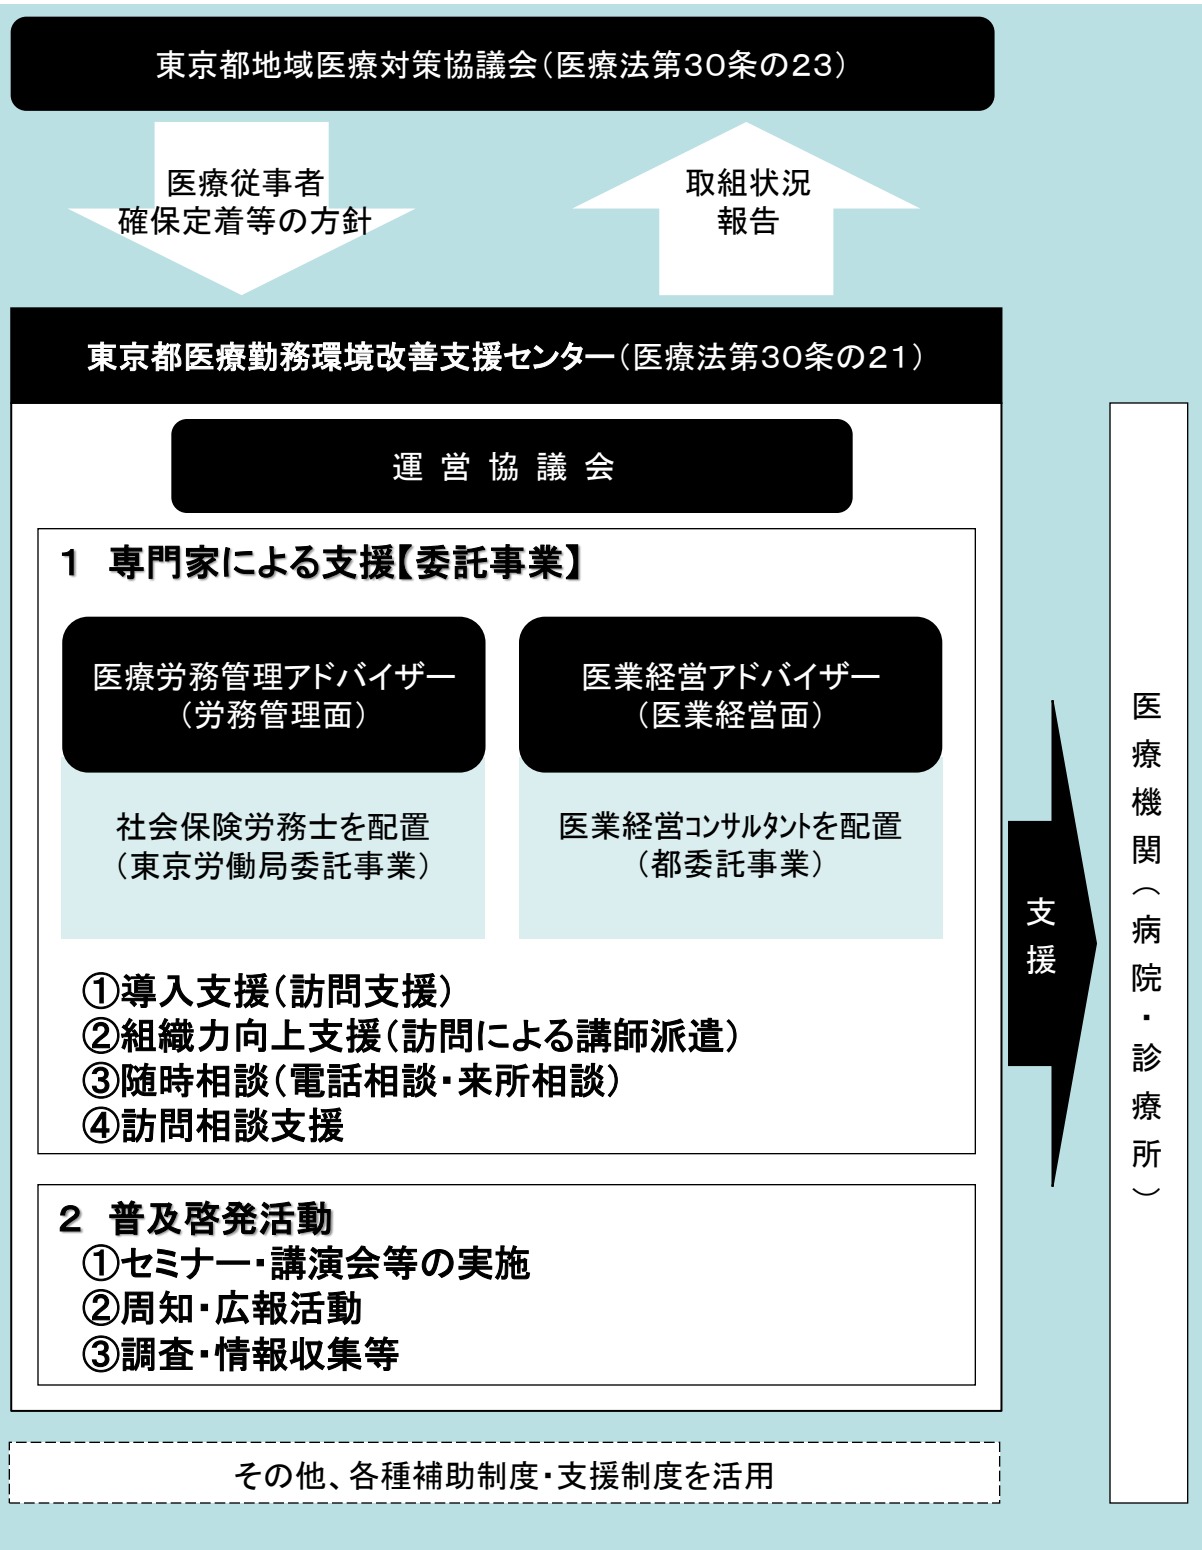 東京都地域医療対策協議会（医療法第３０条の２３）
医療従事者
確保定着等の方針
取組状況
報告
東京都医療勤務環境改善支援センター（医療法第３０条の２１）
運営協議会
１　専門家による支援【委託事業】
医療労務管理アドバイザー
（労務管理面）
医業経営アドバイザー
（医業経営面）
社会保険労務士を配置
（東京労働局委託事業）
医業経営ｺﾝｻﾙﾀﾝﾄを配置
（都委託事業）
①導入支援（訪問支援）
②組織力向上支援（訪問による講師派遣）
③随時相談（電話相談・来所相談）
④訪問相談支援
２　普及啓発活動
①セミナー・講演会等の実施
②周知・広報活動
③調査・情報収集等
その他、各種補助制度・支援制度を活用
支援
医療機関（病院・診療所）